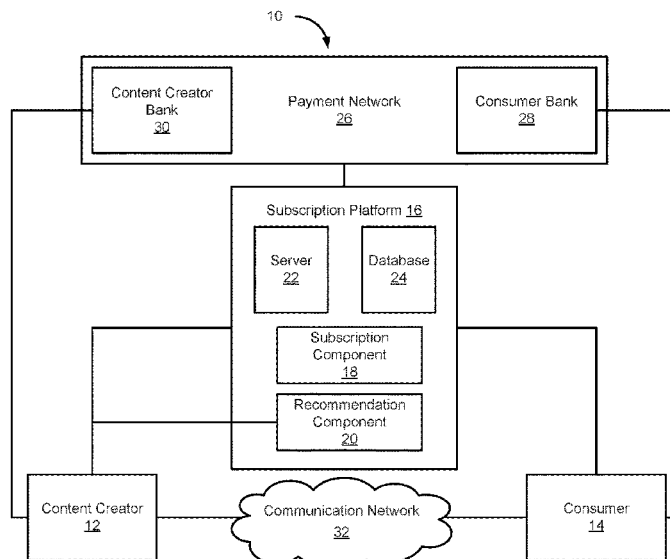 10
Content Creator
Bank
30
Payment Network
26
Consumer Bank
28
Subscription Platform 16
Server
22
Database
24
Subscription
Component
18
Recommendation
Component
20
Content Creator
12
Communication Network
32
Consumer
14